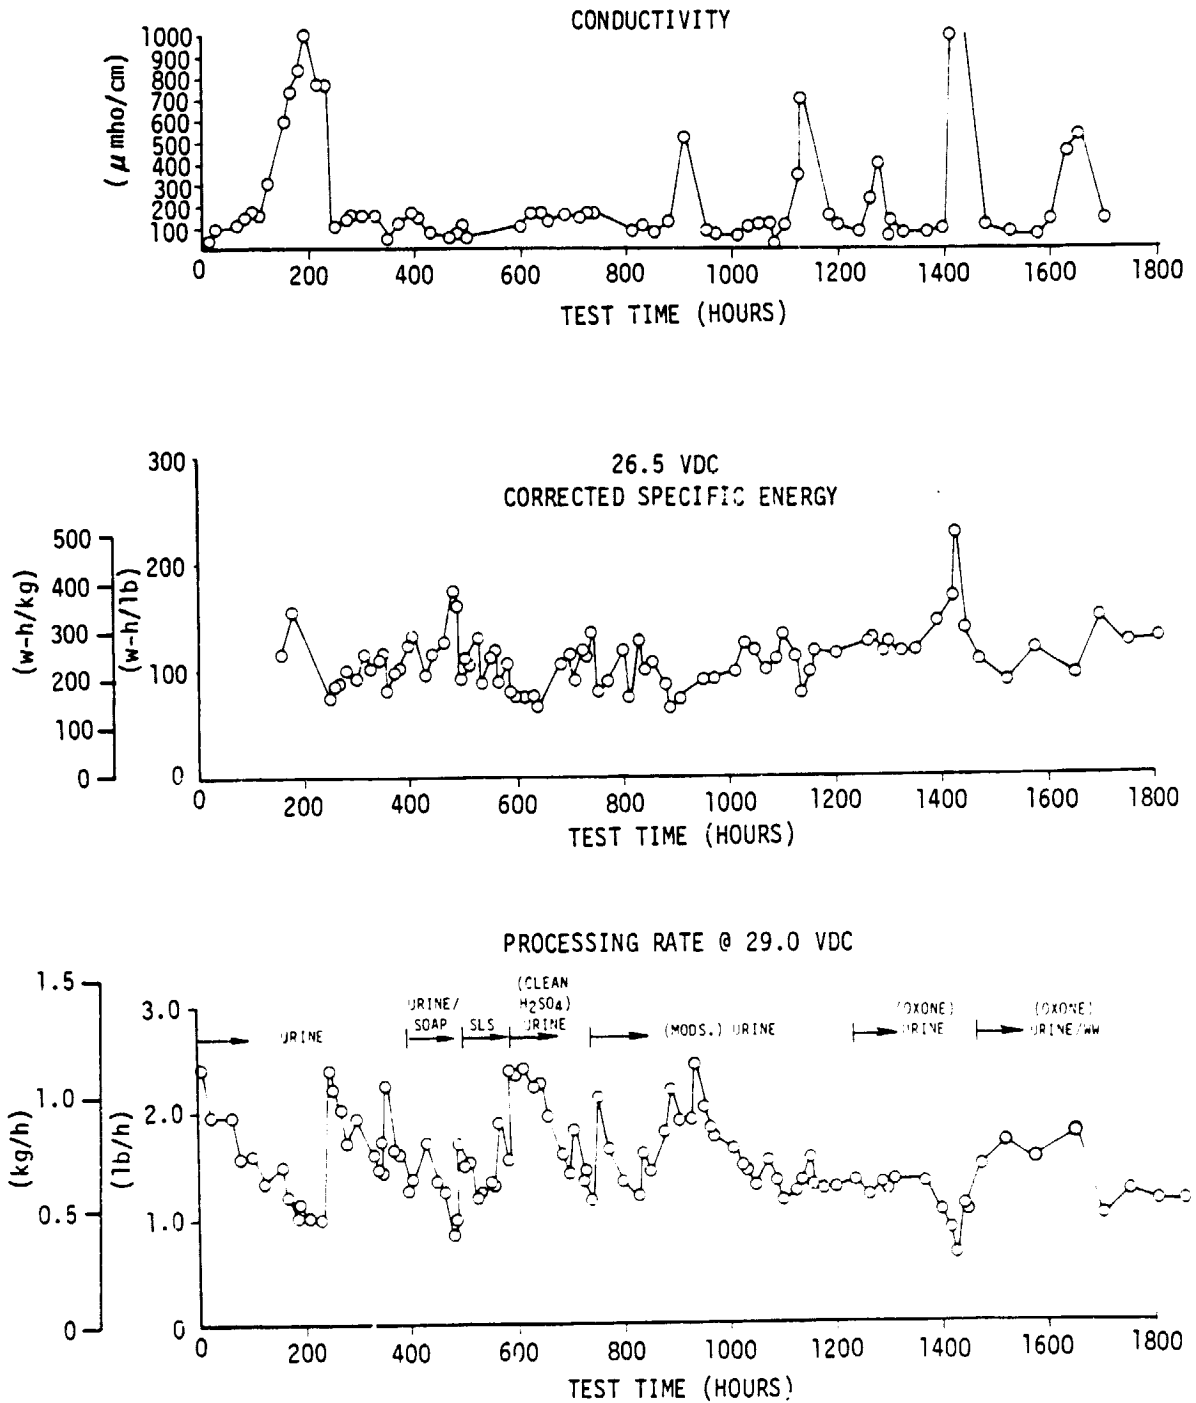 CONDUCTIVITY
(μ mho/cm)
1000
900
800
700
600
500
400
300
200
100
0 200 400 600 800 1000 1200 1400 1600 1800
TEST TIME (HOURS)
26.5 VDC
CORRECTED SPECIFIC ENERGY
(w-h/kg)
500
400
300
200
100
0
(w-h/lb)
300
200
100
0
0 200 400 600 800 1000 1200 1400 1600 1800
TEST TIME (HOURS)
PROCESSING RATE @ 29.0 VDC
(kg/h)
1.5
1.0
0.5
0
(lb/h)
3.0
2.0
1.0
0
URINE
URINE/
SOAP
SLS
(CLEAN
H2SO4)
URINE
(MODS.) URINE
(OXONE)
URINE
(OXONE)
URINE/WW
0 200 400 600 800 1000 1200 1400 1600 1800
TEST TIME (HOURS)